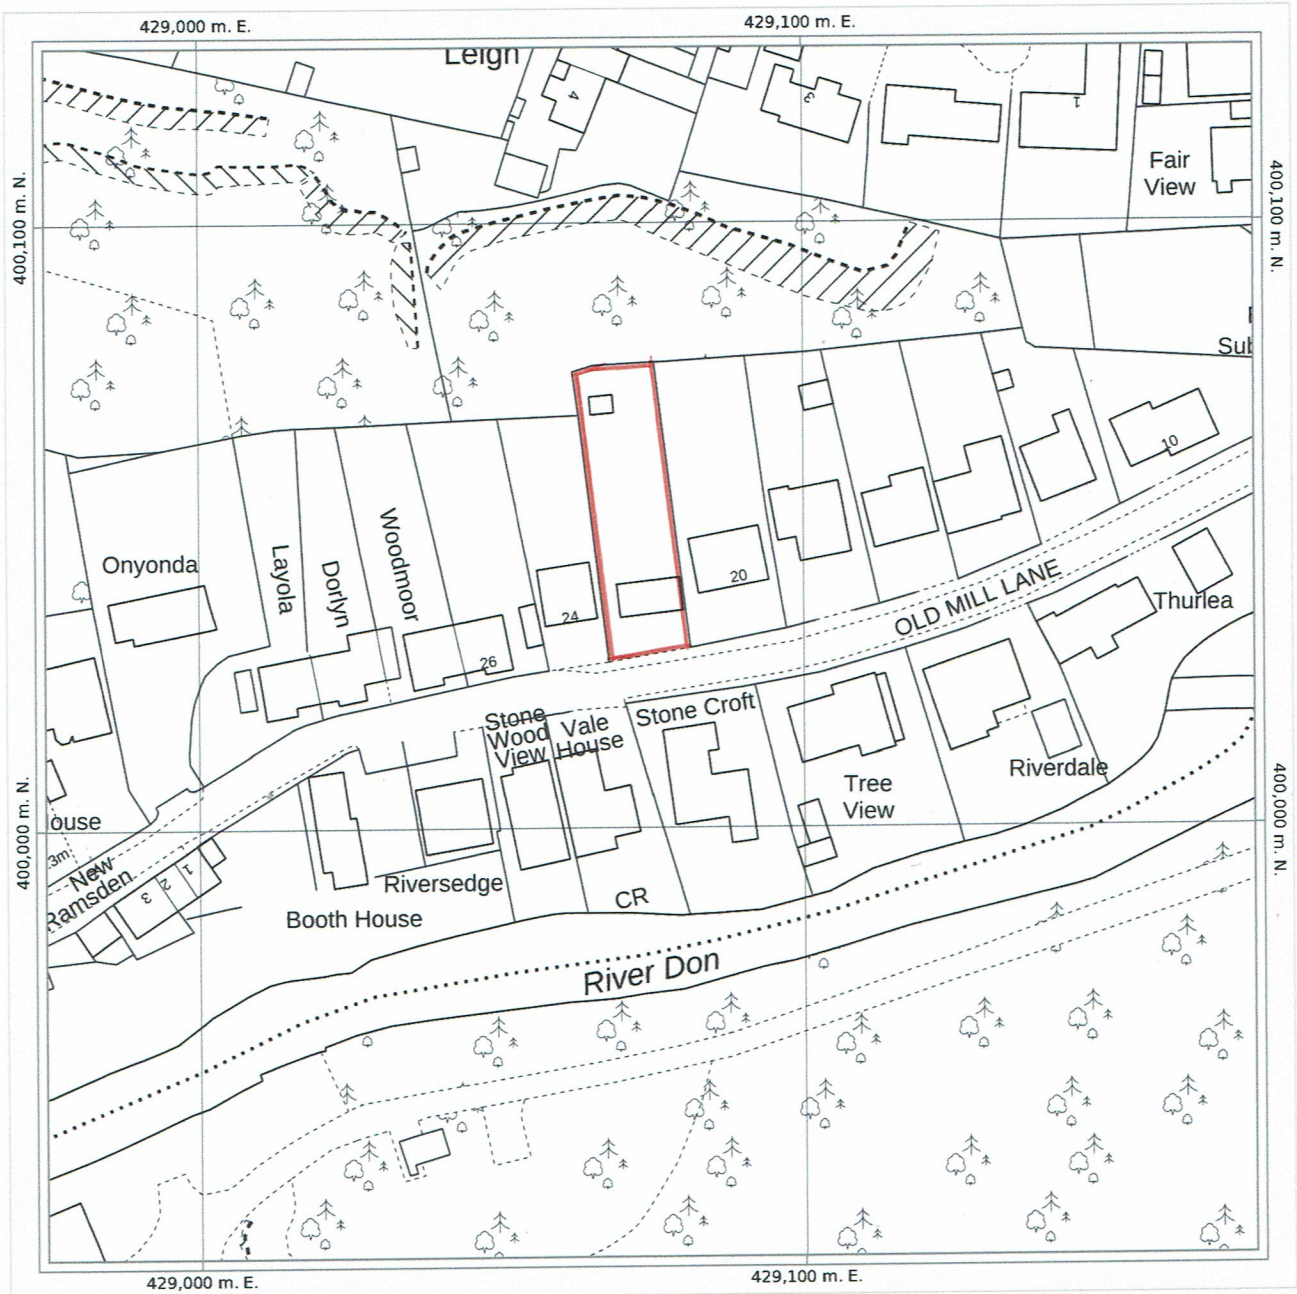 429,000 m. E.
429,100 m. E.
Leigh
4
3
1
Fair
View
400,100 m. N.
400,100 m. N.
Sub
10
Onyonda
Layola
Dorlyn
Woodmoor
24
20
26
OLD MILL LANE
Thurlea
Stone
Wood
View
Vale
House
Stone Croft
Tree
View
Riverdale
400,000 m. N.
400,000 m. N.
ouse
3m
New
Ramsden
1
2
3
Riversedge
Booth House
CR
River Don
429,000 m. E.
429,100 m. E.